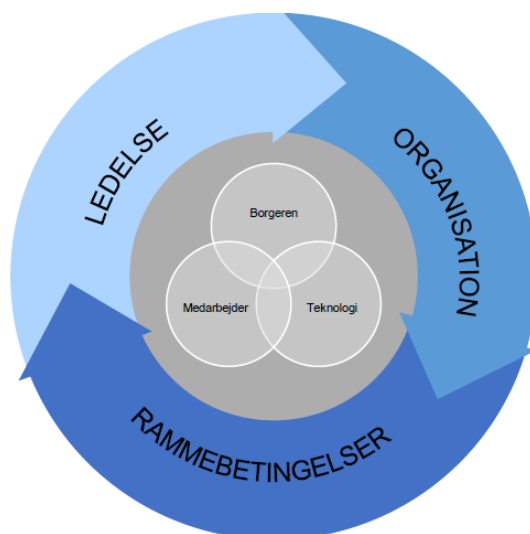 LEDELSE
ORGANISATION
Borgeren
Medarbejder
Teknologi
RAMMEBETINGELSER